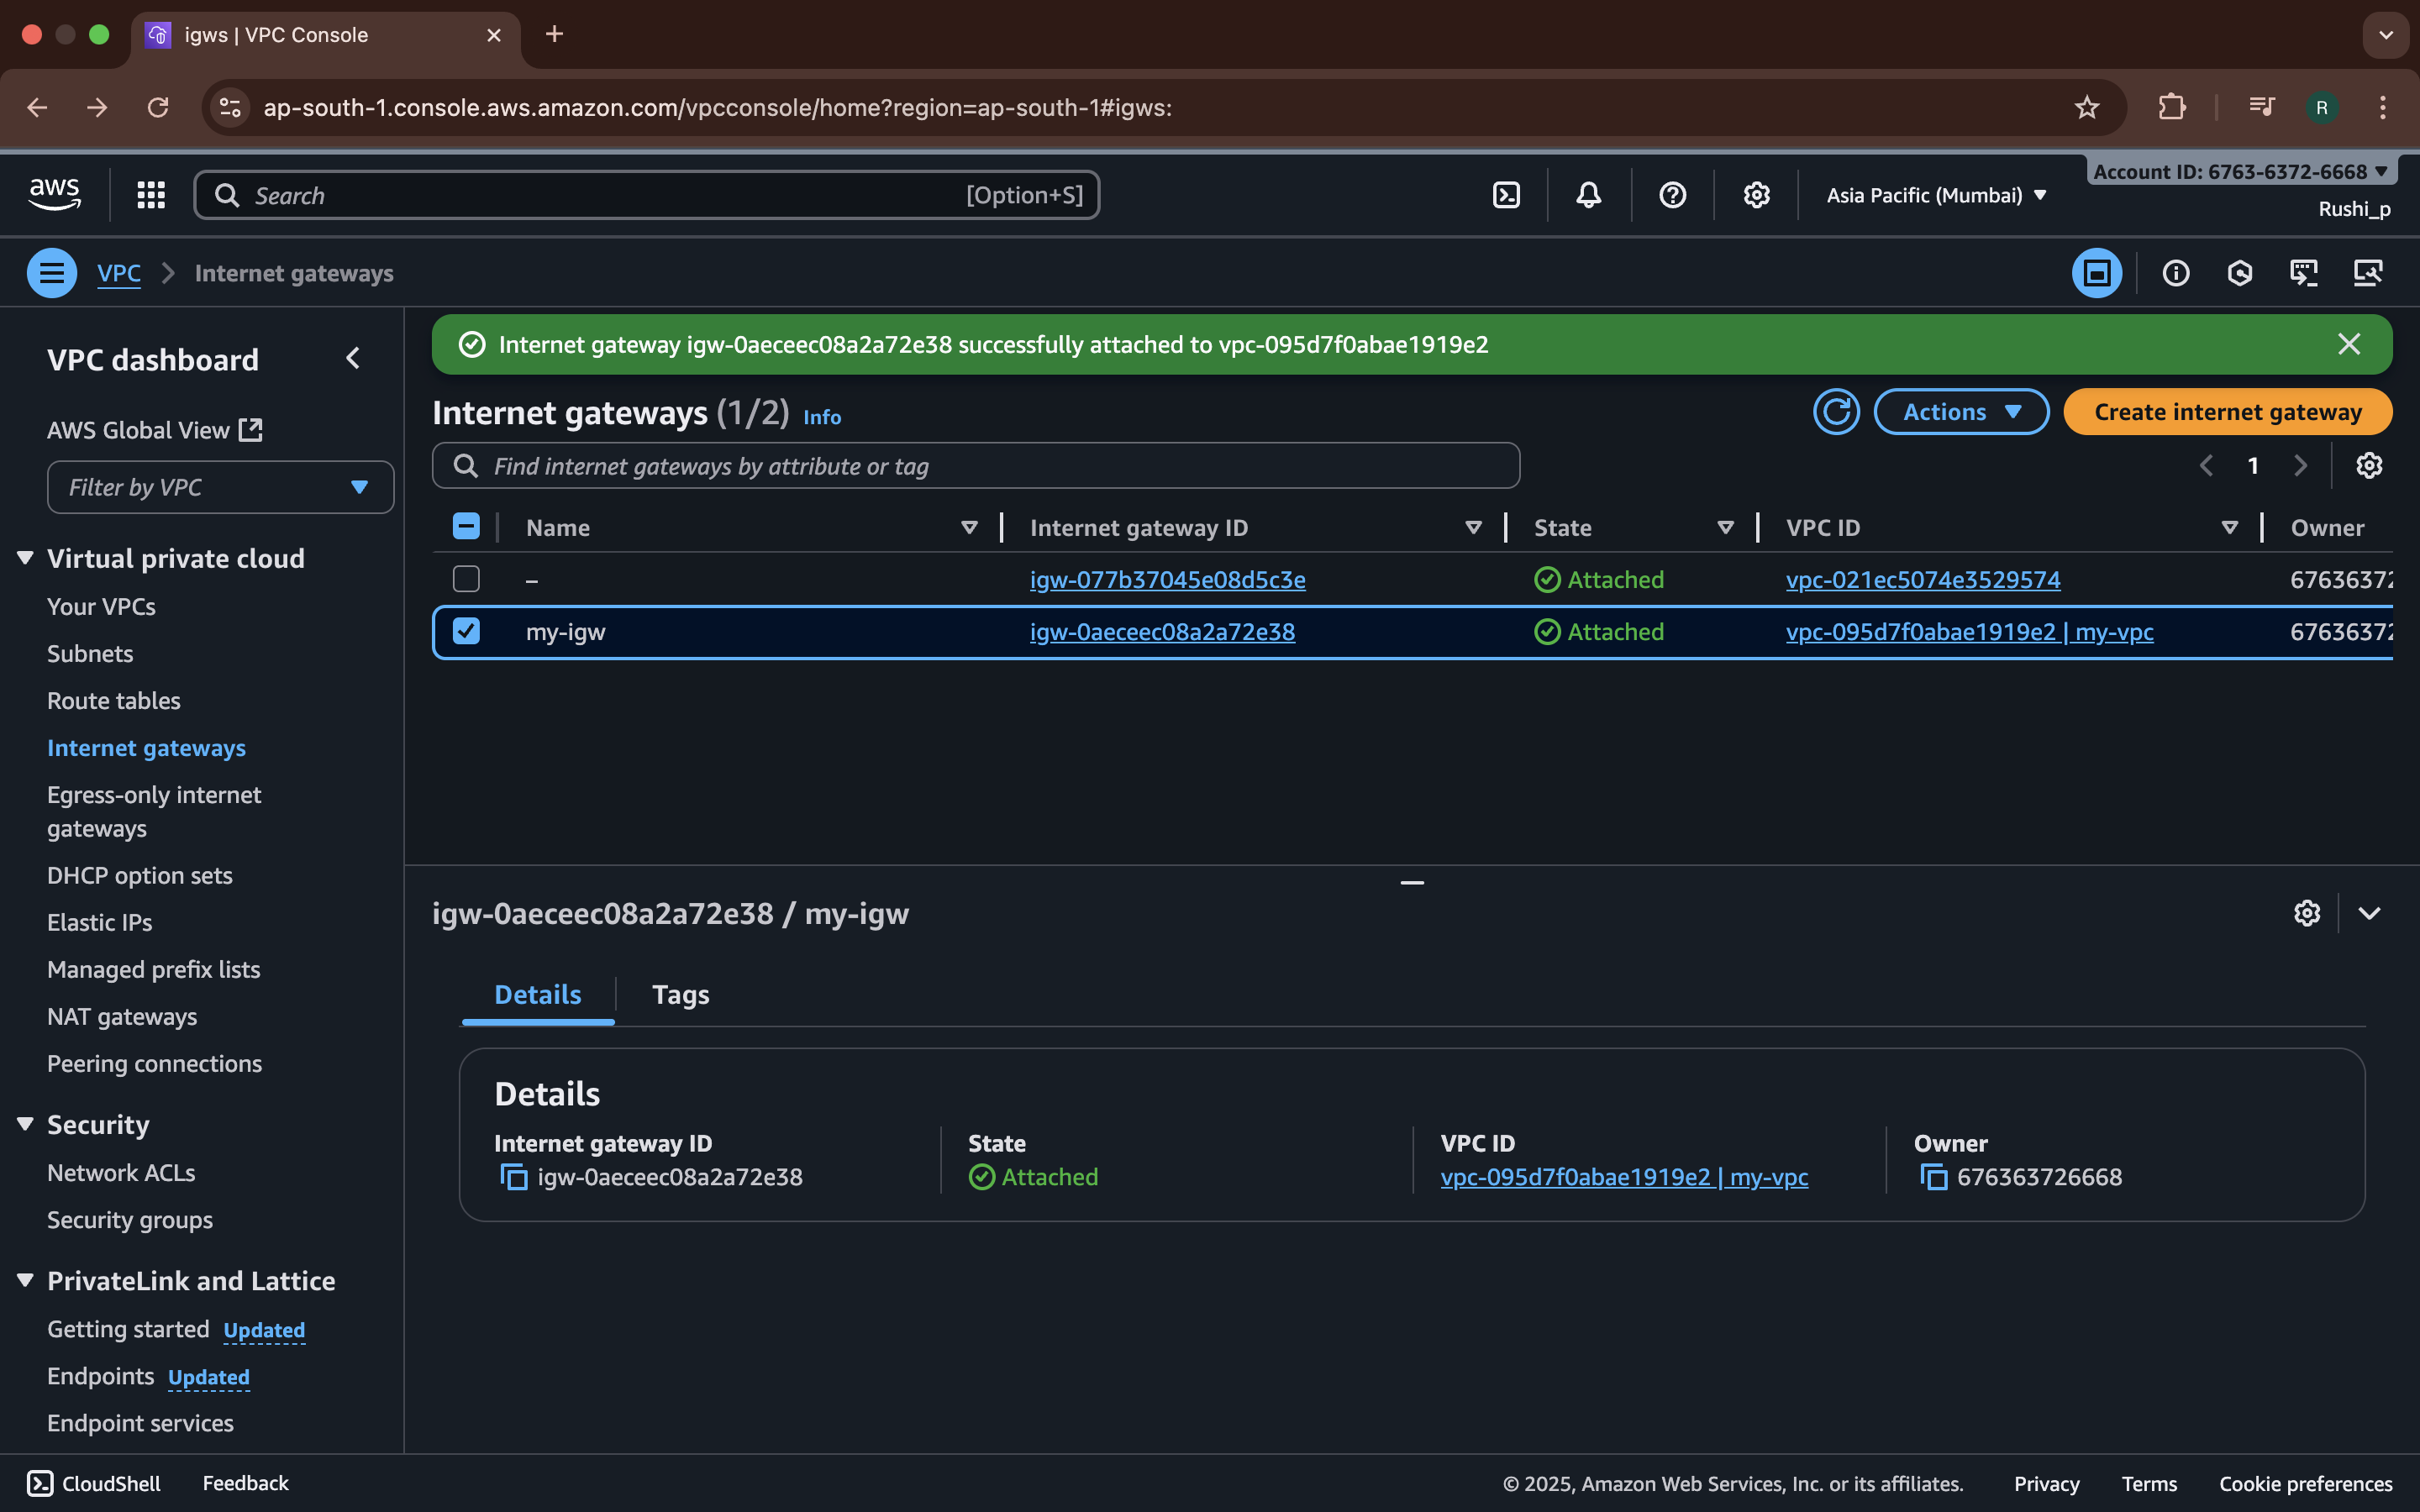 igws | VPC Console
ap-south-1.console.aws.amazon.com/vpcconsole/home?region=ap-south-1#igws:
R
aws
Search [Option+S]
Asia Pacific (Mumbai)
Account ID: 6763-6372-6668
Rushi_p
VPC Internet gateways
VPC dashboard
AWS Global View
Filter by VPC
Virtual private cloud
Your VPCs
Subnets
Route tables
Internet gateways
Egress-only internet
gateways
DHCP option sets
Elastic IPs
Managed prefix lists
NAT gateways
Peering connections
Security
Network ACLs
Security groups
PrivateLink and Lattice
Getting started Updated
Endpoints Updated
Endpoint services
Internet gateway igw-0aeceec08a2a72e38 successfully attached to vpc-095d7f0abae1919e2
Internet gateways (1/2) Info
Actions
Create internet gateway
Find internet gateways by attribute or tag
1
Name Internet gateway ID State VPC ID Owner
– igw-077b37045e08d5c3e Attached vpc-021ec5074e3529574 67636372
my-igw igw-0aeceec08a2a72e38 Attached vpc-095d7f0abae1919e2 | my-vpc 67636372
igw-0aeceec08a2a72e38 / my-igw
Details Tags
Details
Internet gateway ID State VPC ID Owner
igw-0aeceec08a2a72e38 Attached vpc-095d7f0abae1919e2 | my-vpc 676363726668
CloudShell Feedback © 2025, Amazon Web Services, Inc. or its affiliates. Privacy Terms Cookie preferences